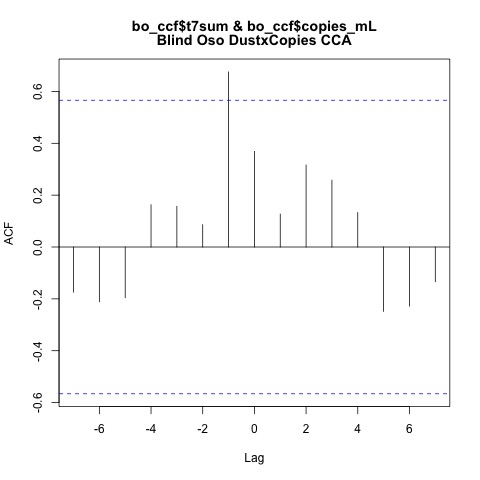 bo_ccf$t7sum & bo_ccf$copies_mL
Blind Oso DustxCopies CCA
ACF
0.6
0.4
0.2
0.0
-0.2
-0.4
-0.6
-6 -4 -2 0 2 4 6
Lag